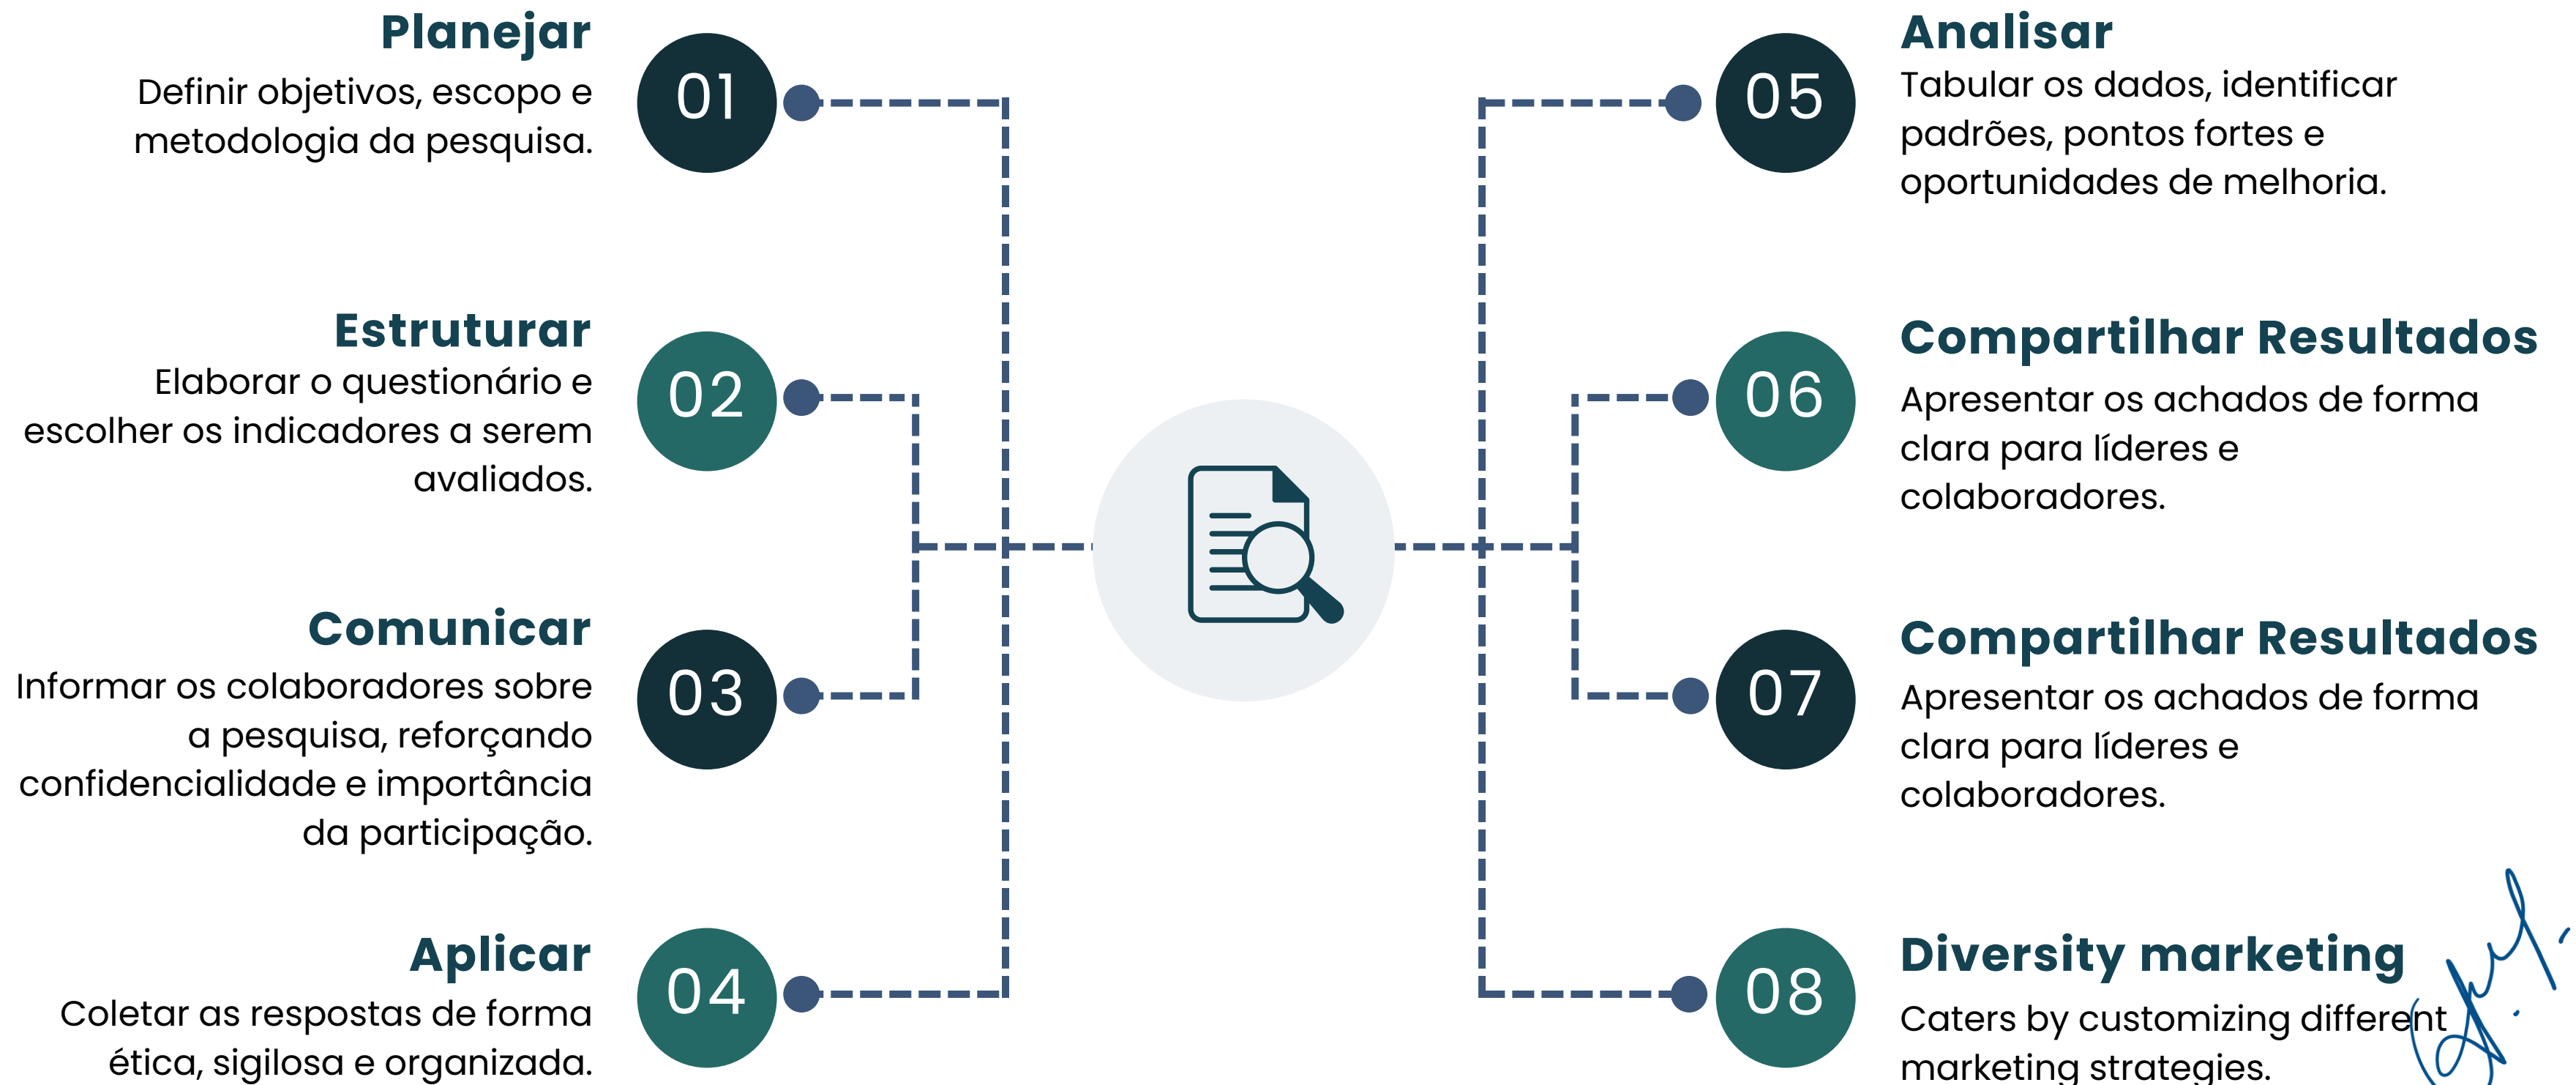 Planejar
01
Definir objetivos, escopo e
metodologia da pesquisa.
Estruturar
02
Elaborar o questionário e
escolher os indicadores a serem
avaliados.
Comunicar
03
Informar os colaboradores sobre
a pesquisa, reforçando
confidencialidade e importância
da participação.
Aplicar
04
Coletar as respostas de forma
ética, sigilosa e organizada.
Analisar
05
Tabular os dados, identificar
padrões, pontos fortes e
oportunidades de melhoria.
Compartilhar Resultados
06
Apresentar os achados de forma
clara para líderes e
colaboradores.
Compartilhar Resultados
07
Apresentar os achados de forma
clara para líderes e
colaboradores.
Diversity marketing
08
Caters by customizing different
marketing strategies.